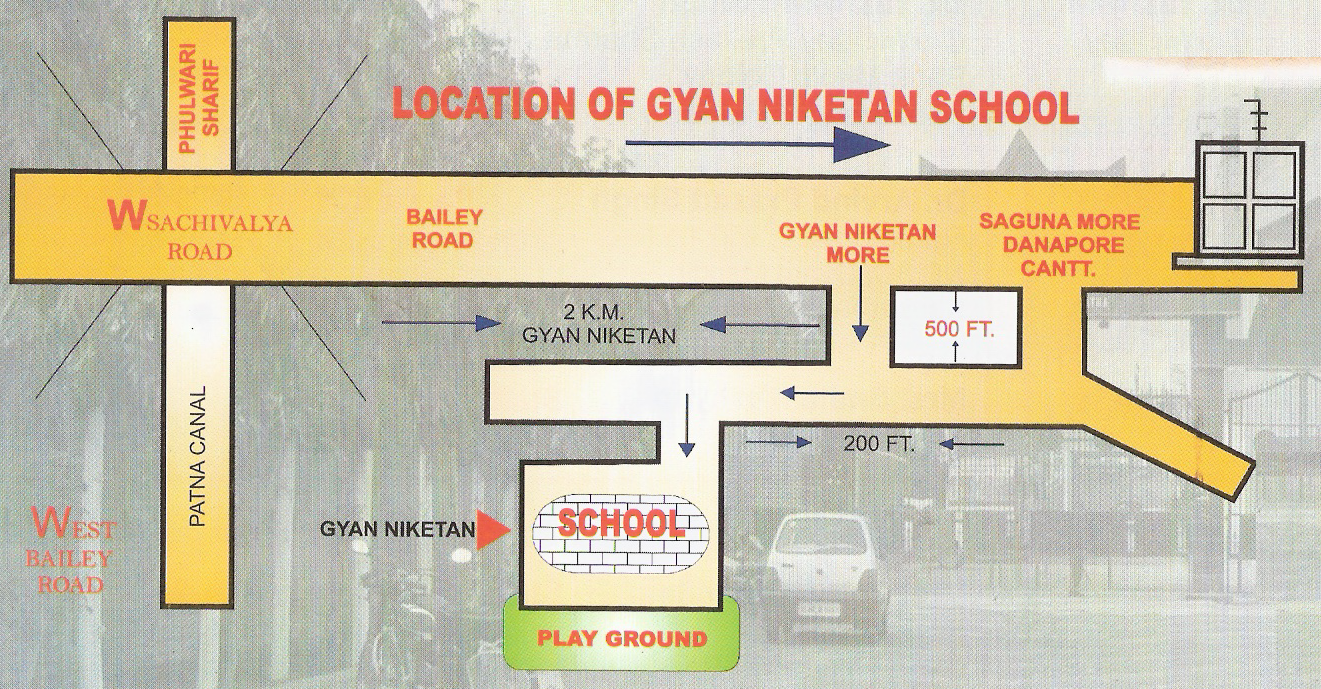 PHULWARI
SHARIF
LOCATION OF GYAN NIKETAN SCHOOL
WSACHIVALYA
ROAD
BAILEY
ROAD
GYAN NIKETAN
MORE
SAGUNA MORE
DANAPORE
CANTT.
2 K.M.
GYAN NIKETAN
500 FT.
200 FT.
PATNA CANAL
WEST
BAILEY
ROAD
GYAN NIKETAN
SCHOOL
PLAY GROUND